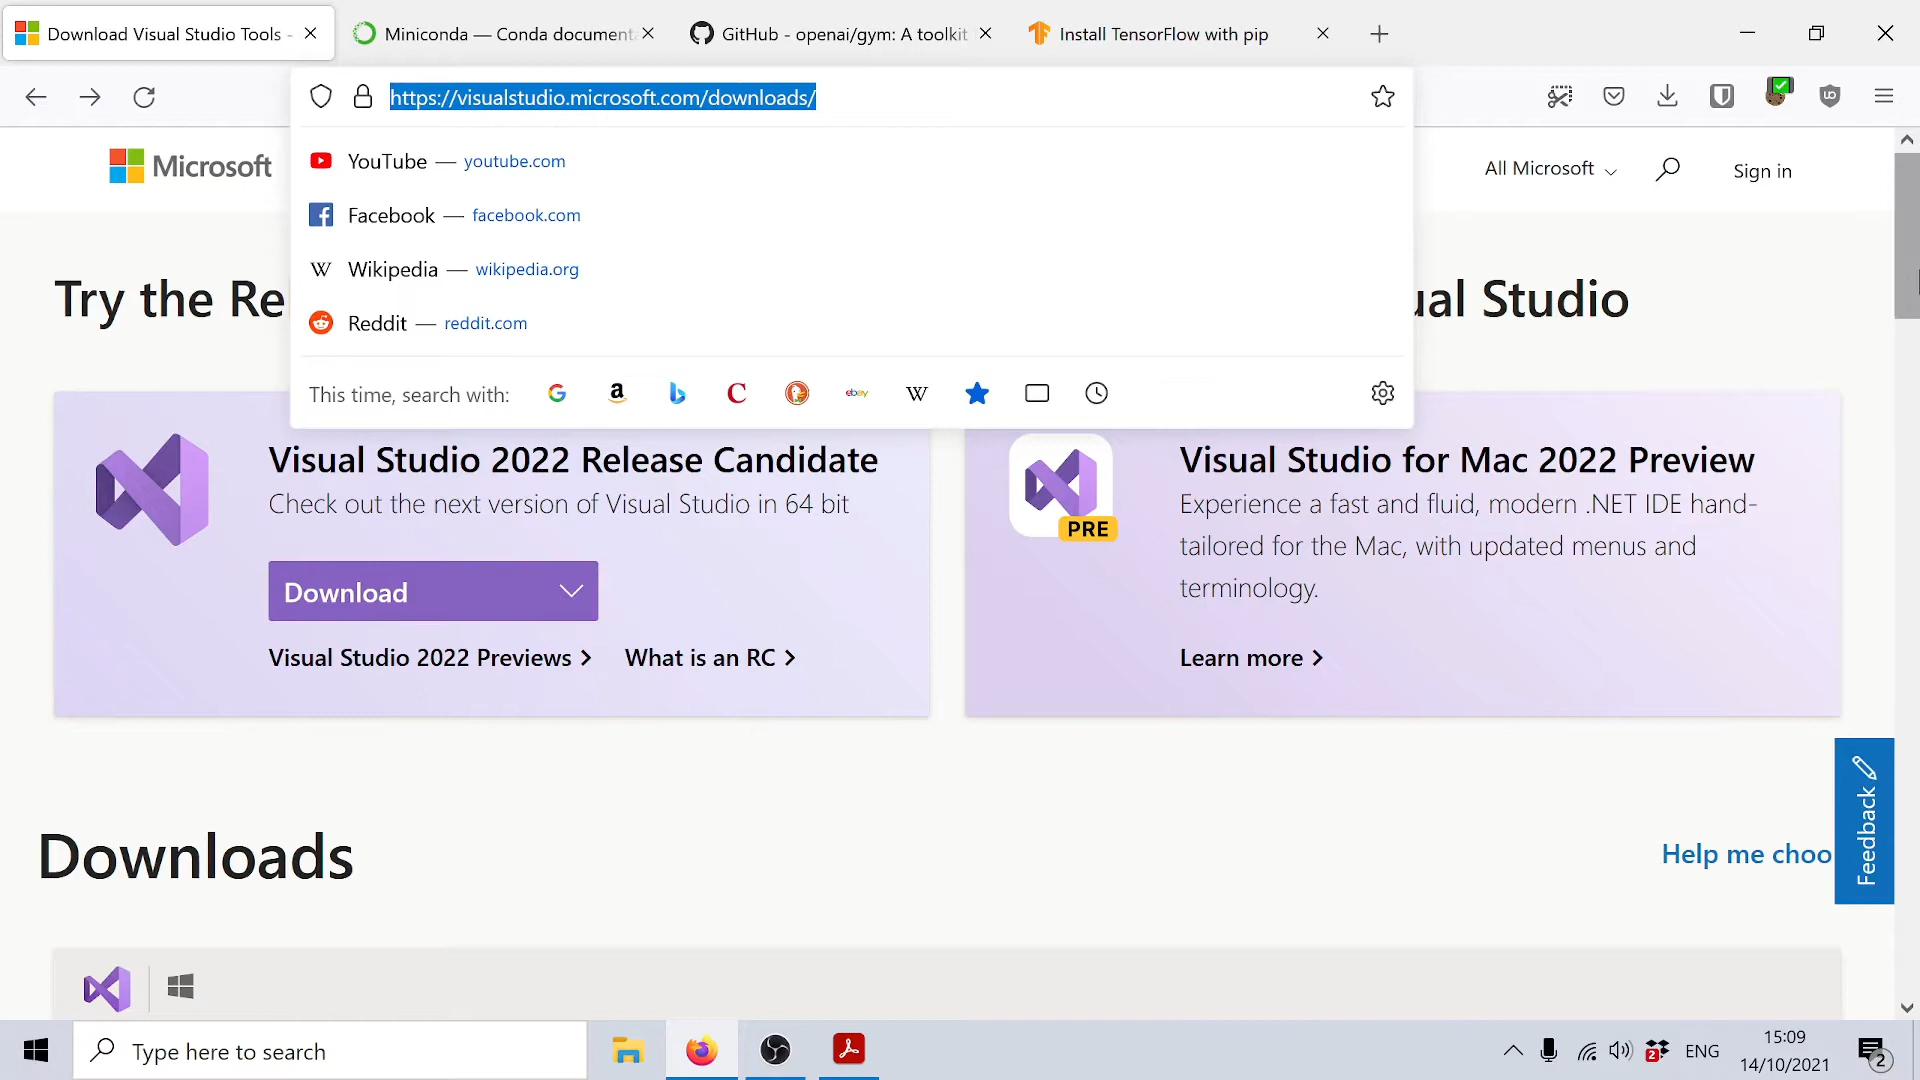 Download Visual Studio Tools -
Miniconda — Conda document
GitHub - openai/gym: A toolkit
Install TensorFlow with pip
https://visualstudio.microsoft.com/downloads/
YouTube — youtube.com
Facebook — facebook.com
Wikipedia — wikipedia.org
Reddit — reddit.com
This time, search with:
a
C
ebay
W
Microsoft
All Microsoft
Sign in
Try the Re
ual Studio
Visual Studio 2022 Release Candidate
Check out the next version of Visual Studio in 64 bit
Download
Visual Studio 2022 Previews
What is an RC
PRE
Visual Studio for Mac 2022 Preview
Experience a fast and fluid, modern .NET IDE hand-
tailored for the Mac, with updated menus and
terminology.
Learn more
Feedback
Downloads
Help me choo
Type here to search
2
ENG
15:09
14/10/2021
2